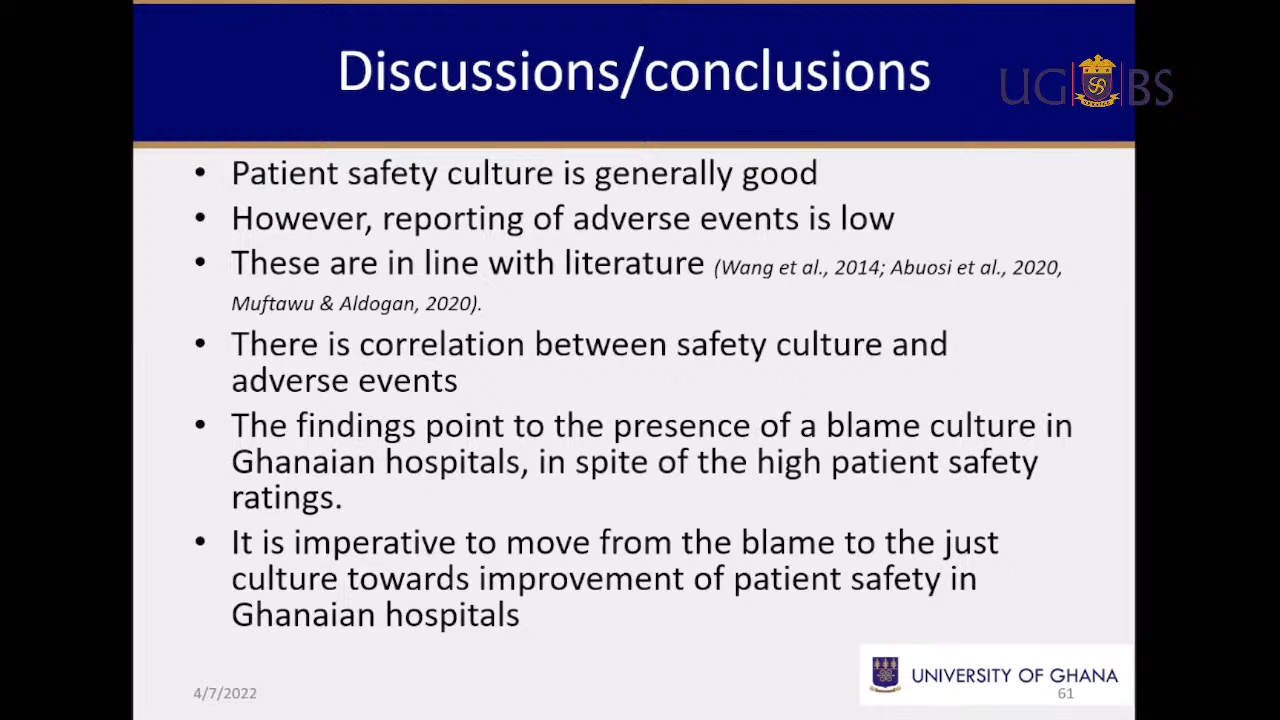 Discussions/conclusions
UG BS
• Patient safety culture is generally good
• However, reporting of adverse events is low
• These are in line with literature (Wang et al., 2014; Abuosi et al., 2020,
Muftawu & Aldogan, 2020).
• There is correlation between safety culture and
adverse events
• The findings point to the presence of a blame culture in
Ghanaian hospitals, in spite of the high patient safety
ratings.
• It is imperative to move from the blame to the just
culture towards improvement of patient safety in
Ghanaian hospitals
UNIVERSITY OF GHANA
4/7/2022
61